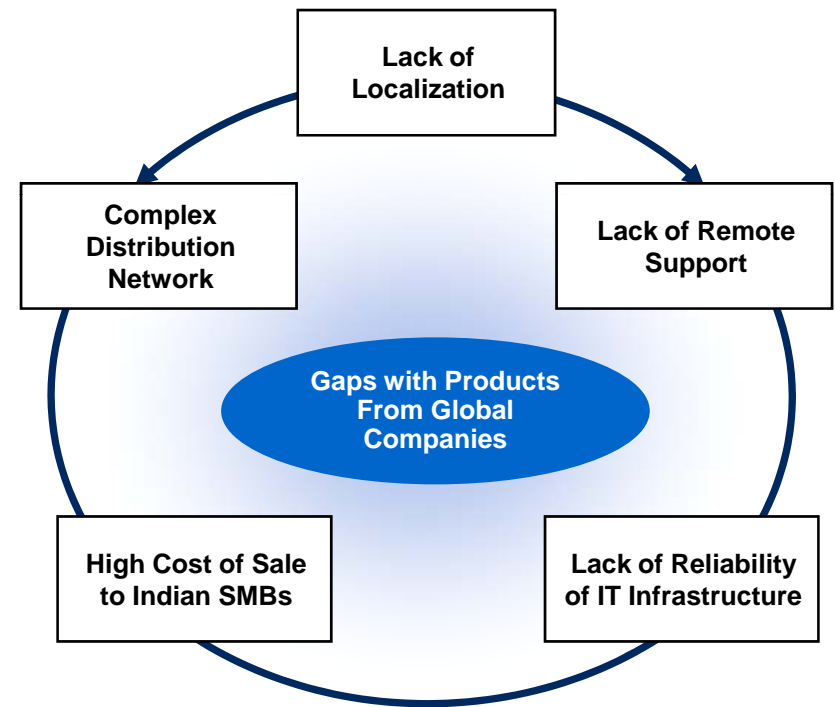 Lack of
Localization
Complex
Distribution
Network
Lack of Remote
Support
Gaps with Products
From Global
Companies
High Cost of Sale
to Indian SMBs
Lack of Reliability
of IT Infrastructure